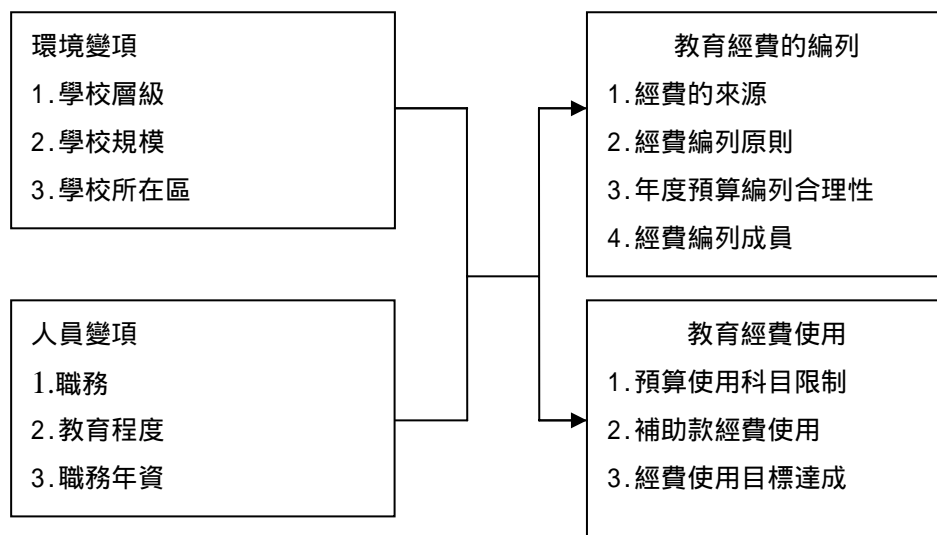 環境變項
1.學校層級
2.學校規模
3.學校所在區
人員變項
1.職務
2.教育程度
3.職務年資
教育經費的編列
1.經費的來源
2.經費編列原則
3.年度預算編列合理性
4.經費編列成員
教育經費使用
1.預算使用科目限制
2.補助款經費使用
3.經費使用目標達成